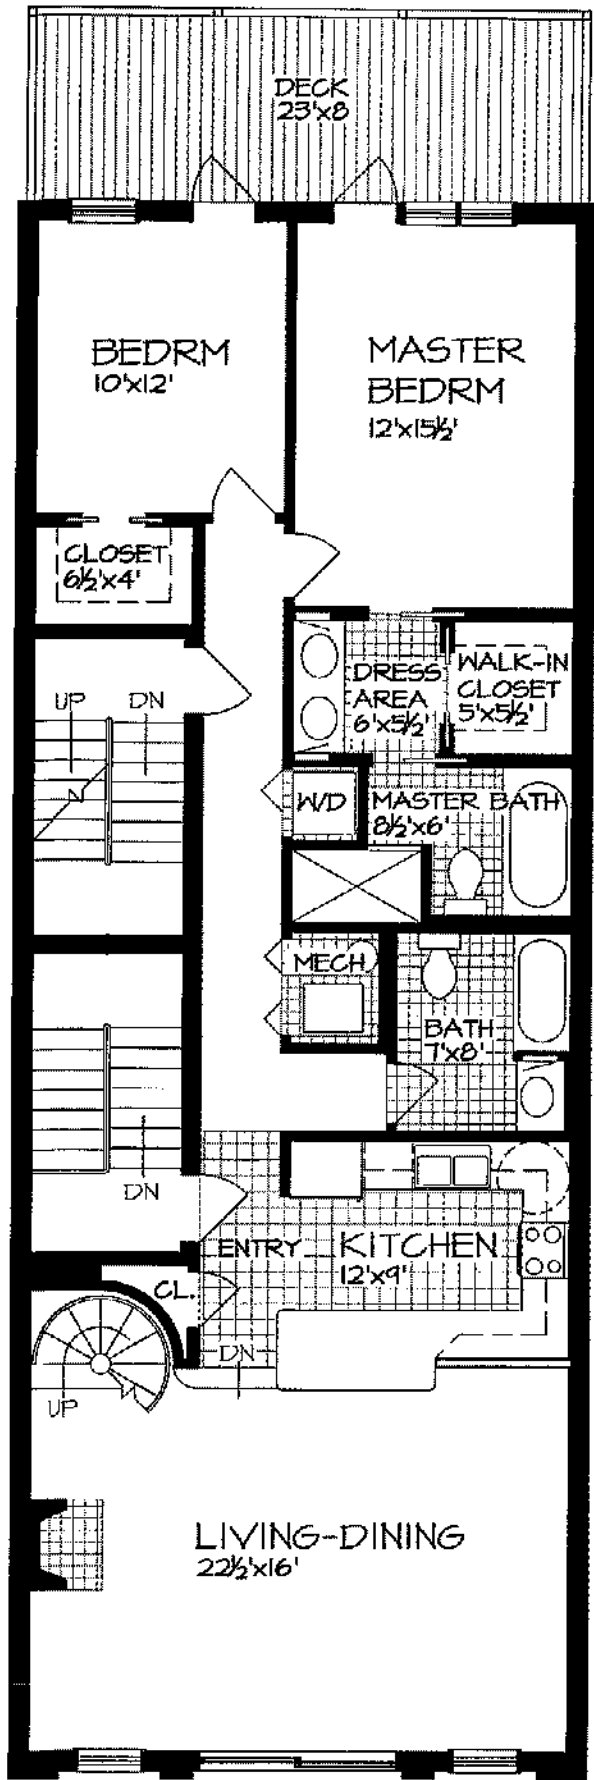 DECK
23'x8
BEDRM
10'x12'
MASTER
BEDRM
12'x15½'
CLOSET
6½'x4'
UP
DN
DRESS
AREA
6'x5½'
WALK-IN
CLOSET
5'x5½'
W/D
MASTER BATH
8½'x6'
MECH
BATH
7'x8'
DN
ENTRY
KITCHEN
12'x9'
CL.
DN
UP
LIVING-DINING
22½'x16'